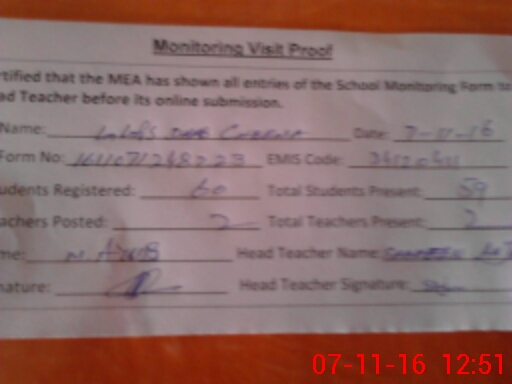 Monitoring Visit Proof
rtified that the MEA has shown all entries of the School Monitoring Form to
ad Teacher before its online submission.
Name: Date: 7-11-16
Form No: EMIS Code:
udents Registered: 60 Total Students Present: 59
achers Posted: 2 Total Teachers Present: 2
me: Head Teacher Name:
nature: Head Teacher Signature:
07-11-16 12:51